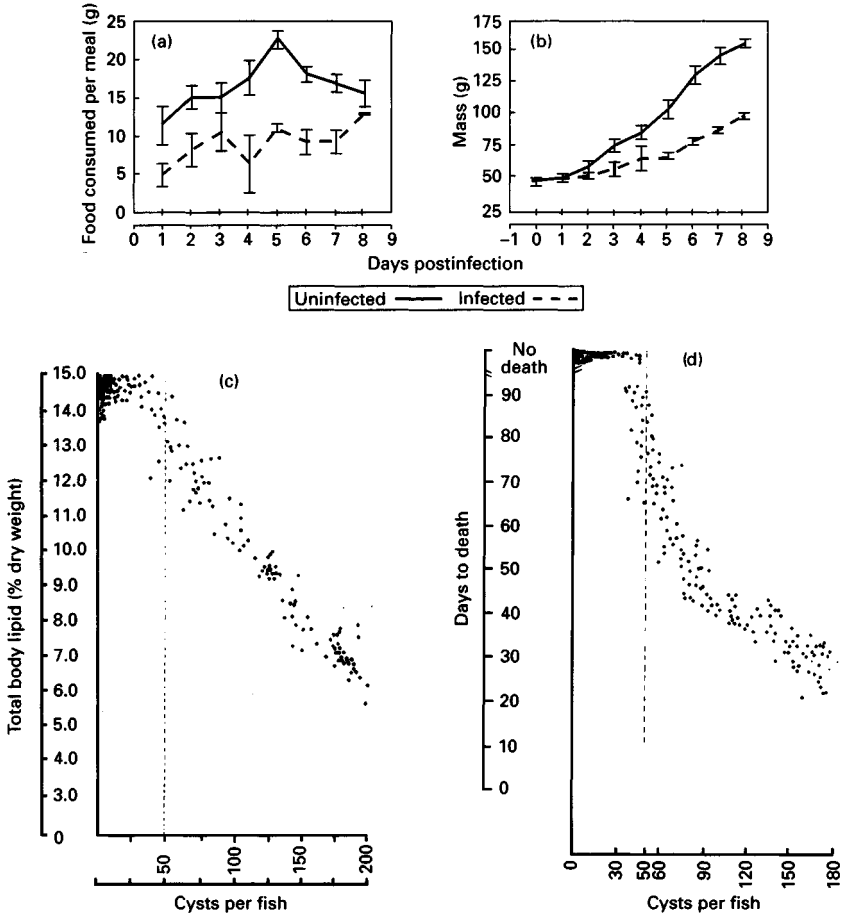 (a)
Food consumed per meal (g)
25
20
15
10
5
0
0 1 2 3 4 5 6 7 8 9
(b)
Mass (g)
175
150
125
100
75
50
25
−1 0 1 2 3 4 5 6 7 8 9
Days postinfection
Uninfected Infected
(c)
Total body lipid (% dry weight)
15.0
14.0
13.0
12.0
11.0
10.0
9.0
8.0
7.0
6.0
5.0
4.0
3.0
0
50 100 150 200
Cysts per fish
(d)
Days to death
No
death
90
80
70
60
50
40
30
20
10
0
0 30 50 60 90 120 150 180
Cysts per fish